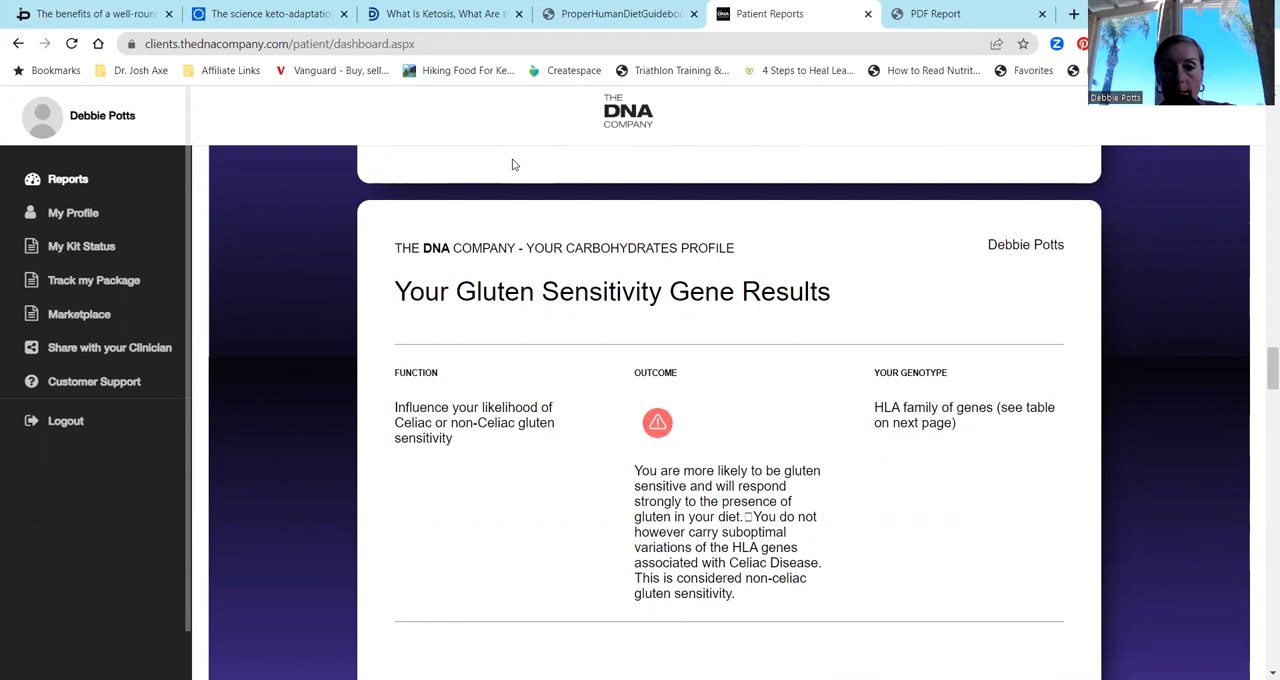 The benefits of a well-roun
The science keto-adaptation
What Is Ketosis, What Are t
ProperHumanDietGuidebo
Patient Reports
PDF Report
clients.thednacompany.com/patient/dashboard.aspx
Bookmarks
Dr. Josh Axe
Affiliate Links
Vanguard - Buy, sell...
Hiking Food For Ke...
Createspace
Triathlon Training &...
4 Steps to Heal Lea...
How to Read Nutrit...
Favorites
Debbie Potts
Debbie Potts
THE
DNA
COMPANY
Reports
My Profile
My Kit Status
Track my Package
Marketplace
Share with your Clinician
Customer Support
Logout
THE DNA COMPANY - YOUR CARBOHYDRATES PROFILE
Debbie Potts
Your Gluten Sensitivity Gene Results
FUNCTION
OUTCOME
YOUR GENOTYPE
Influence your likelihood of
Celiac or non-Celiac gluten
sensitivity
You are more likely to be gluten
sensitive and will respond
strongly to the presence of
gluten in your diet. You do not
however carry suboptimal
variations of the HLA genes
associated with Celiac Disease.
This is considered non-celiac
gluten sensitivity.
HLA family of genes (see table
on next page)